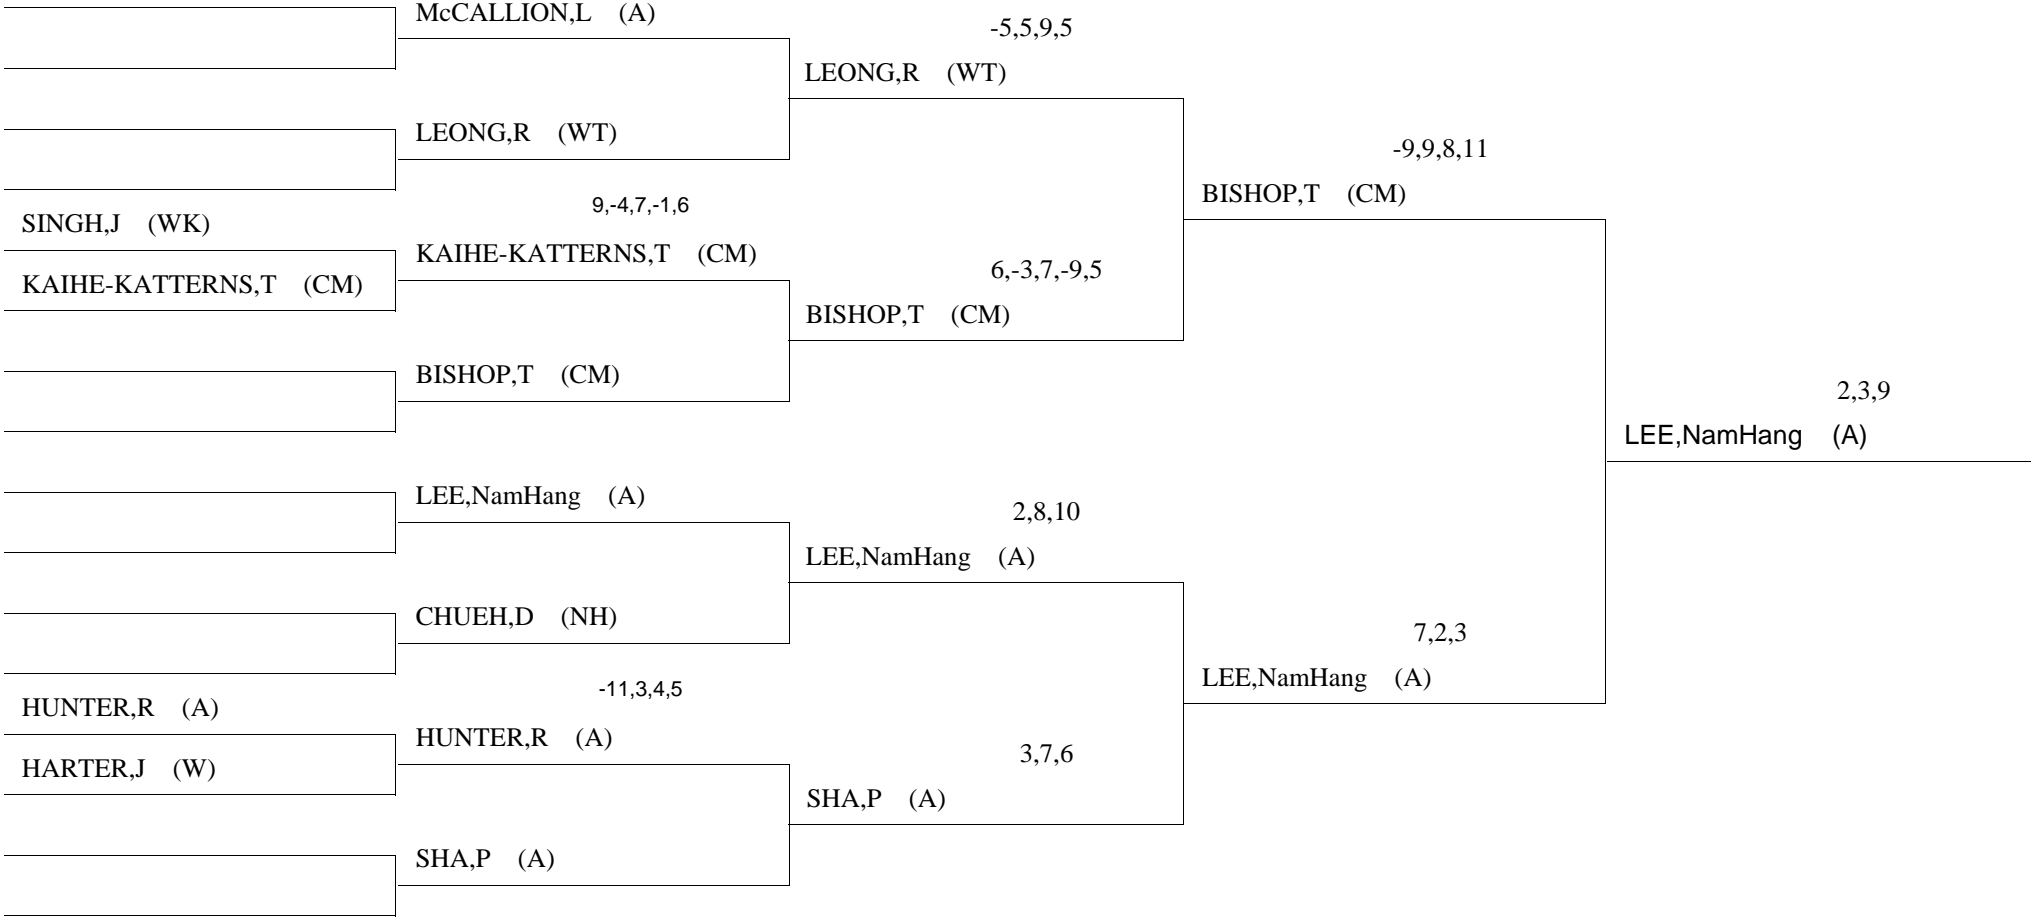 McCALLION,L (A)
-5,5,9,5
LEONG,R (WT)
LEONG,R (WT)
-9,9,8,11
BISHOP,T (CM)
9,-4,7,-1,6
SINGH,J (WK)
KAIHE-KATTERNS,T (CM)
6,-3,7,-9,5
KAIHE-KATTERNS,T (CM)
BISHOP,T (CM)
BISHOP,T (CM)
2,3,9
LEE,NamHang (A)
LEE,NamHang (A)
2,8,10
LEE,NamHang (A)
CHUEH,D (NH)
7,2,3
LEE,NamHang (A)
-11,3,4,5
HUNTER,R (A)
HUNTER,R (A)
3,7,6
HARTER,J (W)
SHA,P (A)
SHA,P (A)